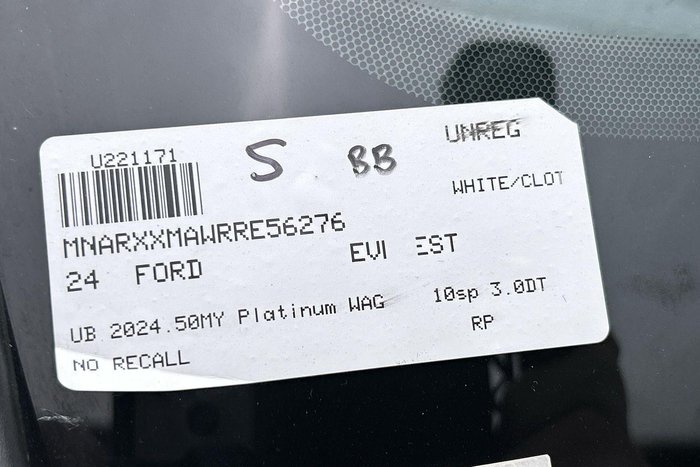 U221171 S BB UNREG
WHITE/CLOT
MNARXXMAWRRE56276
24 FORD EV EST
UB 2024.50MY Platinum WAG 10sp 3.0DT
NO RECALL RP